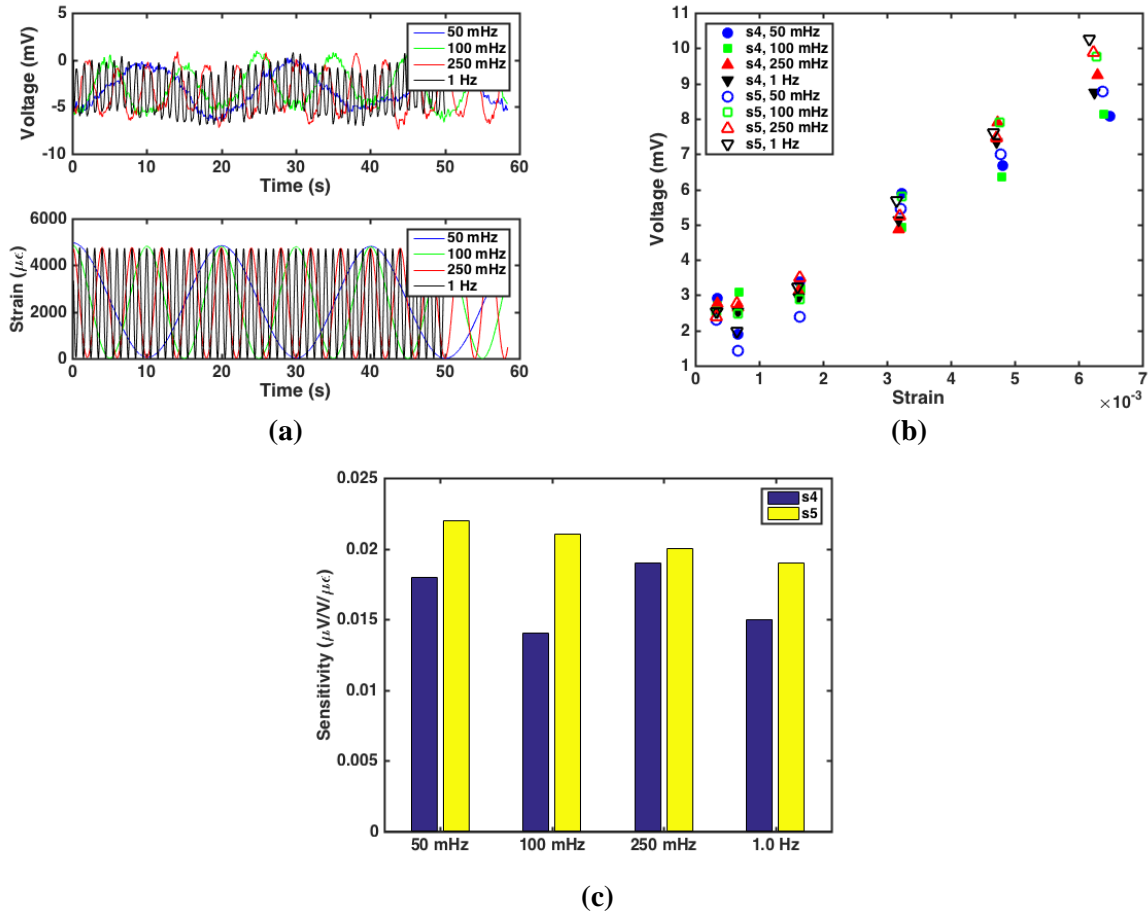 5
0
-5
-10
Voltage (mV)
0 10 20 30 40 50 60
Time (s)
50 mHz
100 mHz
250 mHz
1 Hz
6000
4000
2000
0
Strain (με)
0 10 20 30 40 50 60
Time (s)
50 mHz
100 mHz
250 mHz
1 Hz
(a)
11
10
9
8
7
6
5
4
3
2
1
Voltage (mV)
s4, 50 mHz
s4, 100 mHz
s4, 250 mHz
s4, 1 Hz
s5, 50 mHz
s5, 100 mHz
s5, 250 mHz
s5, 1 Hz
0 1 2 3 4 5 6 7
Strain
×10⁻³
(b)
0.025
0.02
0.015
0.01
0.005
0
Sensitivity (μV/V/με)
s4
s5
50 mHz 100 mHz 250 mHz 1.0 Hz
(c)